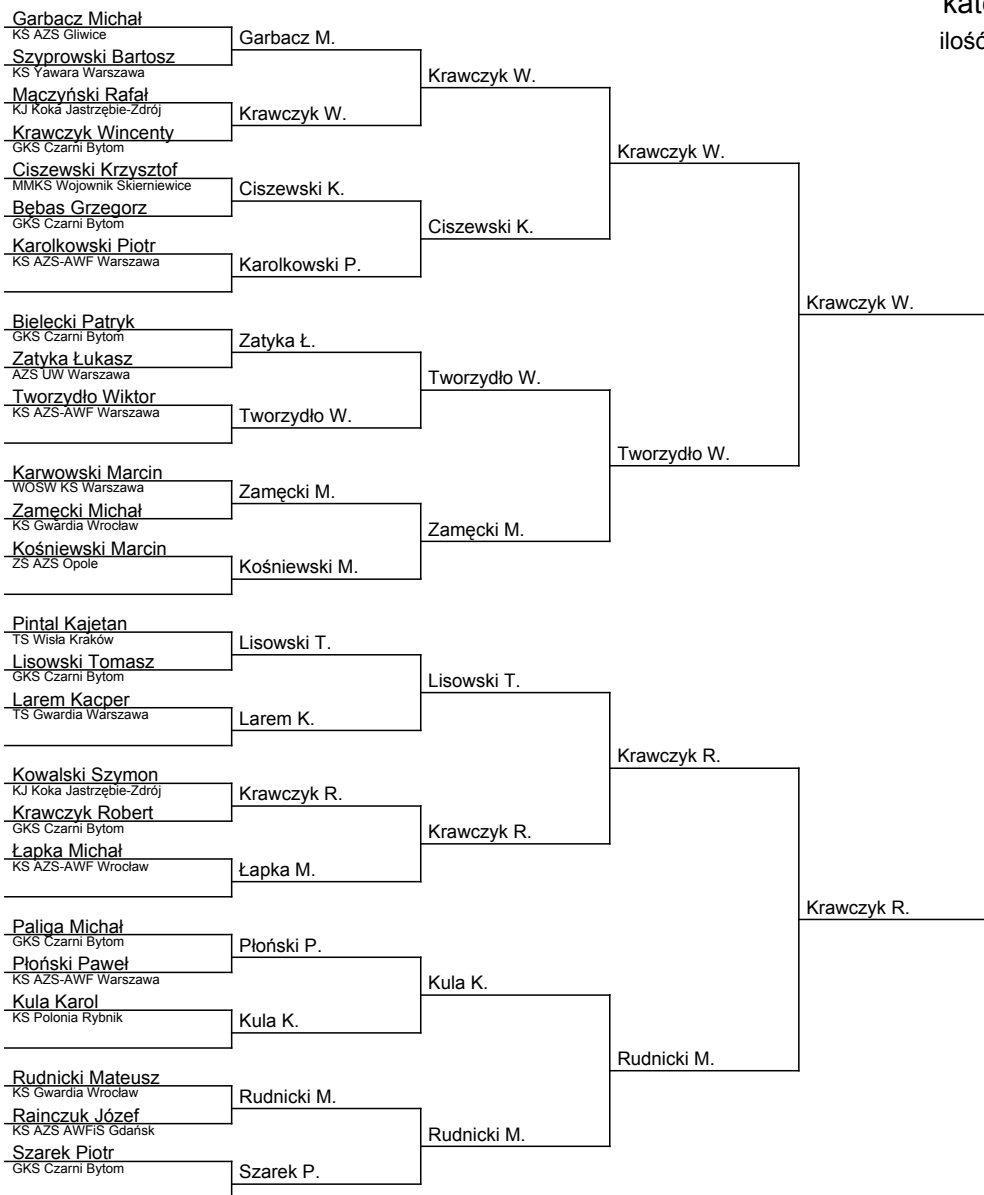 Garbacz Michał
KŚ AZS Gliwice
Szyprowski Bartosz
KS Yawara Warszawa
Mączyński Rafał
KJ Koka Jastrzębie-Zdrój
Krawczyk Wincenty
GKS Czarni Bytom
Ciszewski Krzysztof
MMKS Wojownik Skierniewice
Bębas Grzegorz
GKS Czarni Bytom
Karolkowski Piotr
KS AZS-AWF Warszawa
Bielecki Patryk
GKS Czarni Bytom
Zatyka Łukasz
AZS UW Warszawa
Tworzydło Wiktor
KS AZS-AWF Warszawa
Karwowski Marcin
WOSW KS Warszawa
Zamęcki Michał
KS Gwardia Wrocław
Kośniewski Marcin
ZŚ AZS Opole
Pintal Kajetan
TS Wisła Kraków
Lisowski Tomasz
GKS Czarni Bytom
Larem Kacper
TS Gwardia Warszawa
Kowalski Szymon
KJ Koka Jastrzębie-Zdrój
Krawczyk Robert
GKS Czarni Bytom
Łapka Michał
KS AZS-AWF Wrocław
Paliga Michał
GKS Czarni Bytom
Płoński Paweł
KS AZS-AWF Warszawa
Kula Karol
KS Polonia Rybnik
Rudnicki Mateusz
KS Gwardia Wrocław
Rainczuk Józef
KS AZS AWFiS Gdańsk
Szarek Piotr
GKS Czarni Bytom
Garbacz M.
Krawczyk W.
Ciszewski K.
Karolkowski P.
Zatyka Ł.
Tworzydło W.
Zamęcki M.
Kośniewski M.
Lisowski T.
Larem K.
Krawczyk R.
Łapka M.
Płoński P.
Kula K.
Rudnicki M.
Szarek P.
Krawczyk W.
Ciszewski K.
Tworzydło W.
Zamęcki M.
Lisowski T.
Krawczyk R.
Kula K.
Rudnicki M.
Krawczyk W.
Tworzydło W.
Krawczyk R.
Rudnicki M.
Krawczyk W.
Krawczyk R.
ilość